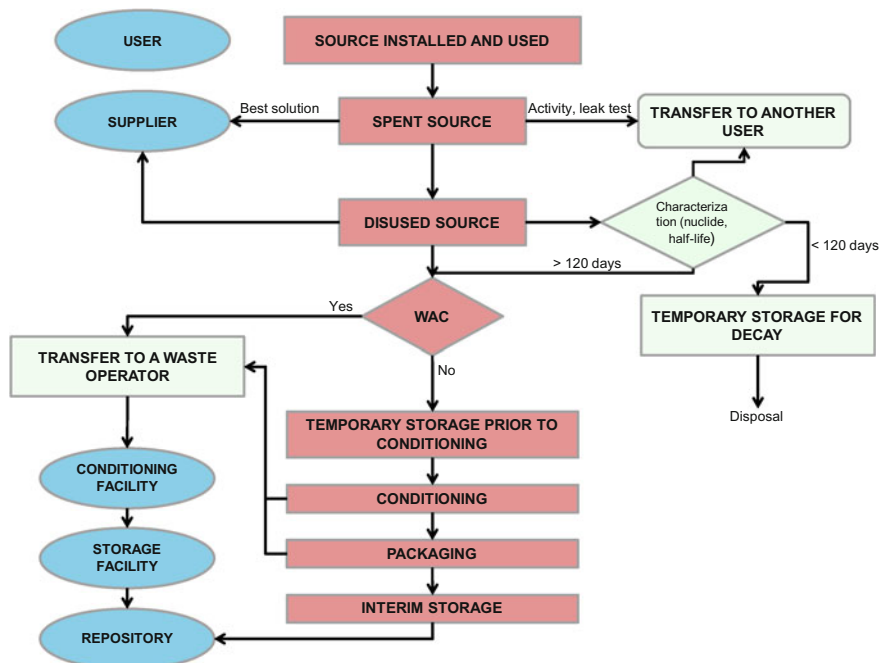 USER
SOURCE INSTALLED AND USED
Best solution
Activity, leak test
SUPPLIER
SPENT SOURCE
TRANSFER TO ANOTHER
USER
DISUSED SOURCE
Characteriza
tion (nuclide,
half-life)
< 120 days
> 120 days
Yes
WAC
TEMPORARY STORAGE FOR
DECAY
TRANSFER TO A WASTE
OPERATOR
No
Disposal
TEMPORARY STORAGE PRIOR TO
CONDITIONING
CONDITIONING
FACILITY
CONDITIONING
STORAGE
FACILITY
PACKAGING
INTERIM STORAGE
REPOSITORY